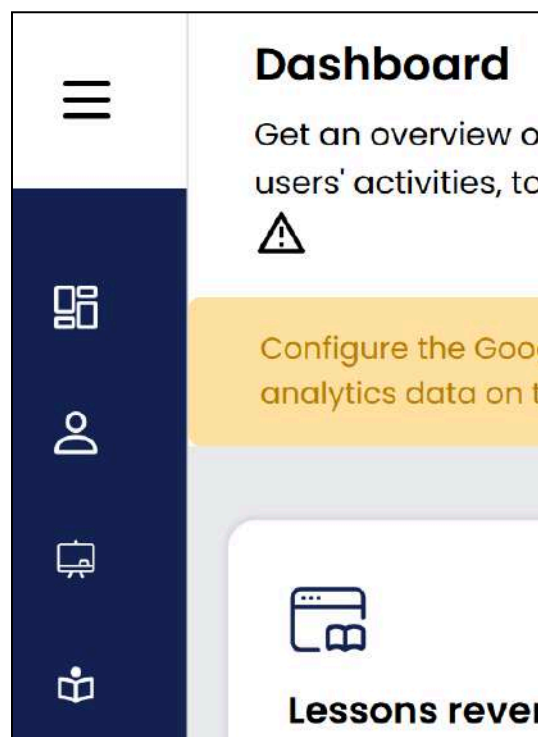 Dashboard
Get an overview o
users' activities, to
Configure the Goo
analytics data on t
Lessons rever